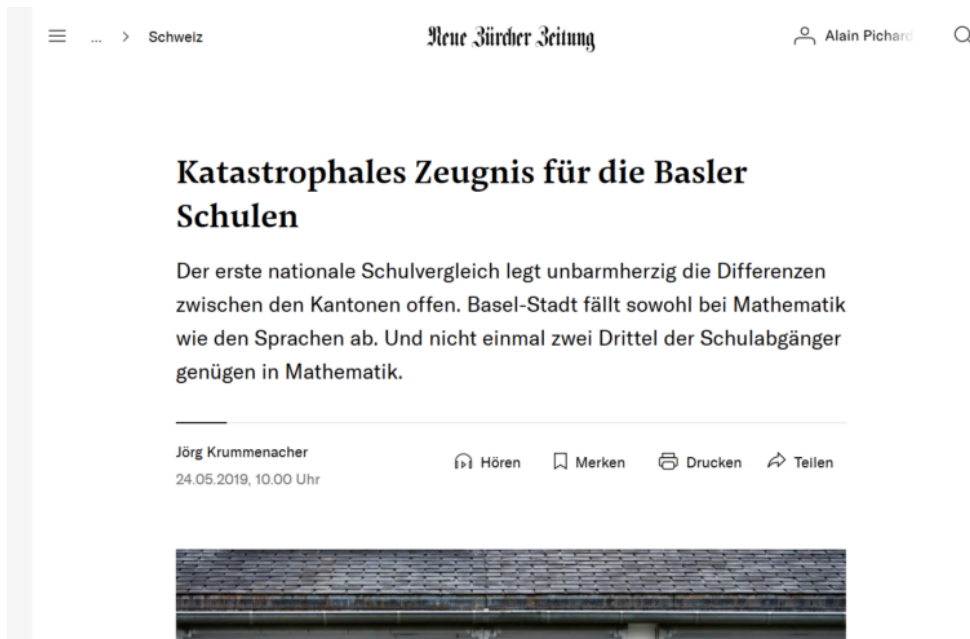 ... > Schweiz
Neue Zürcher Zeitung
Alain Pichard
Katastrophales Zeugnis für die Basler
Schulen
Der erste nationale Schulvergleich legt unbarmherzig die Differenzen
zwischen den Kantonen offen. Basel-Stadt fällt sowohl bei Mathematik
wie den Sprachen ab. Und nicht einmal zwei Drittel der Schulabgänger
genügen in Mathematik.
Jörg Krummenacher
24.05.2019, 10.00 Uhr
Hören
Merken
Drucken
Teilen